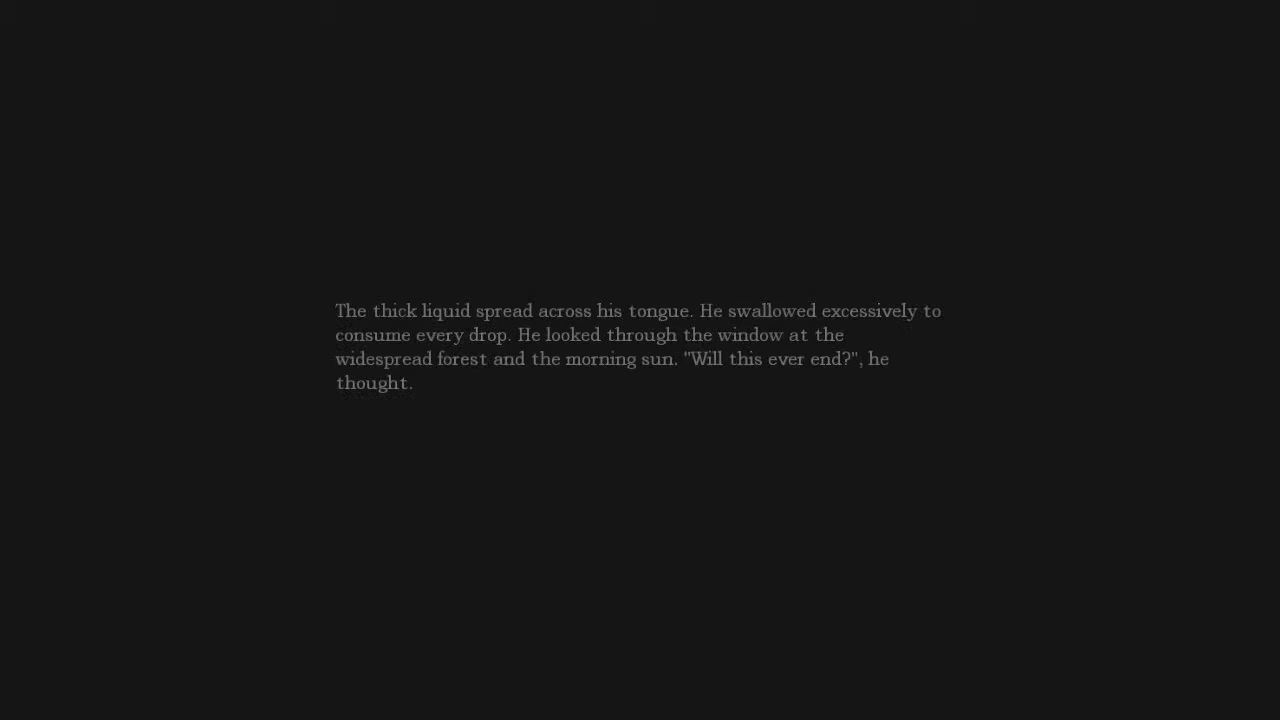 The thick liquid spread across his tongue. He swallowed excessively to
consume every drop. He looked through the window at the
widespread forest and the morning sun. "Will this ever end?", he
thought.